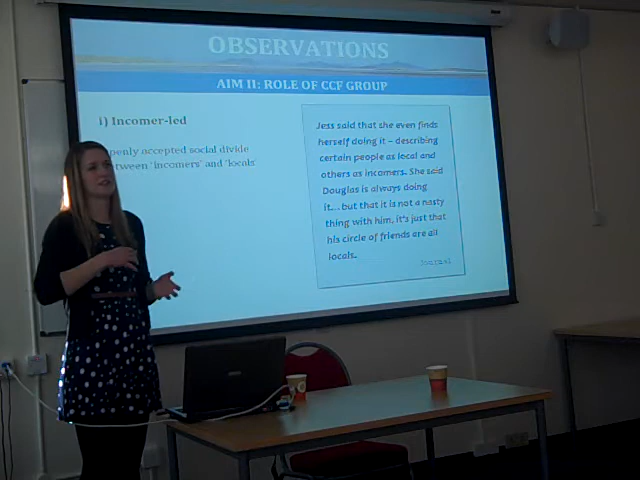 OBSERVATIONS
AIM II: ROLE OF CCF GROUP
i) Incomer-led
openly accepted social divide
between 'incomers' and 'locals'
Jess said that she even finds
herself doing it – describing
certain people as local and
others as incomers. She said
Douglas is always doing
it... but that it is not a nasty
thing with him, it's just that
his circle of friends are all
locals.